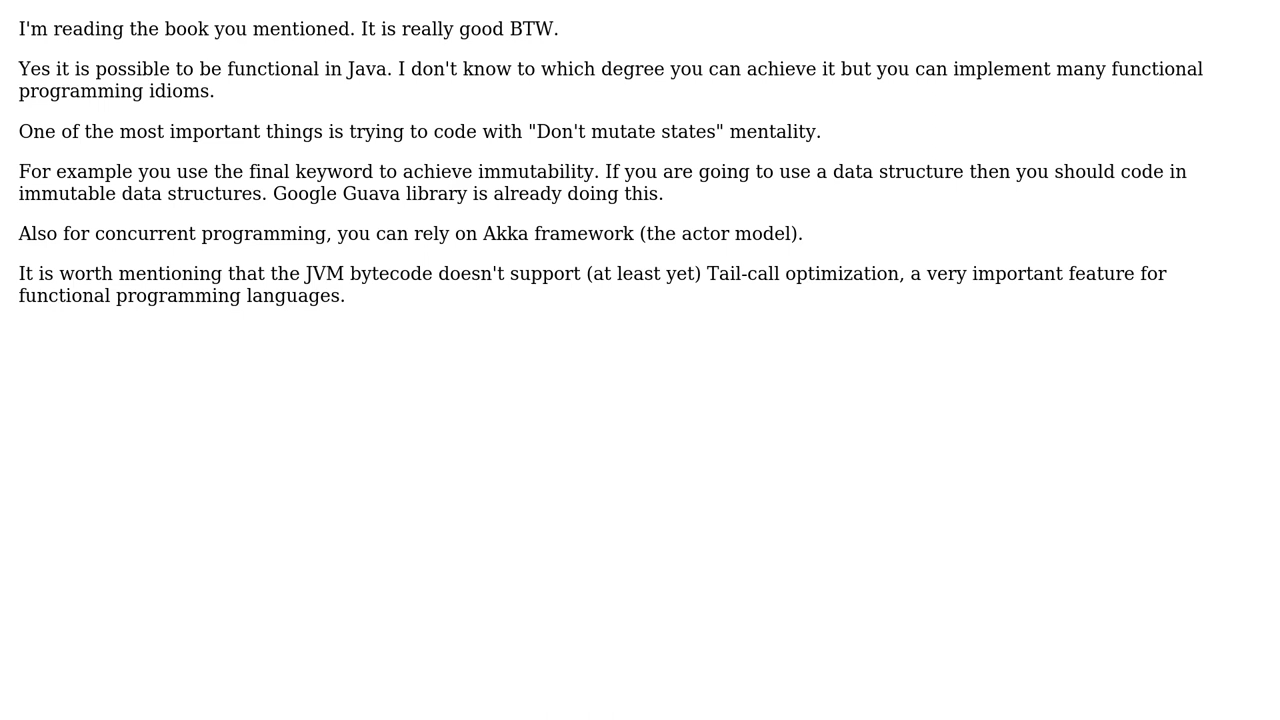 I'm reading the book you mentioned. It is really good BTW.
Yes it is possible to be functional in Java. I don't know to which degree you can achieve it but you can implement many functional
programming idioms.
One of the most important things is trying to code with "Don't mutate states" mentality.
For example you use the final keyword to achieve immutability. If you are going to use a data structure then you should code in
immutable data structures. Google Guava library is already doing this.
Also for concurrent programming, you can rely on Akka framework (the actor model).
It is worth mentioning that the JVM bytecode doesn't support (at least yet) Tail-call optimization, a very important feature for
functional programming languages.